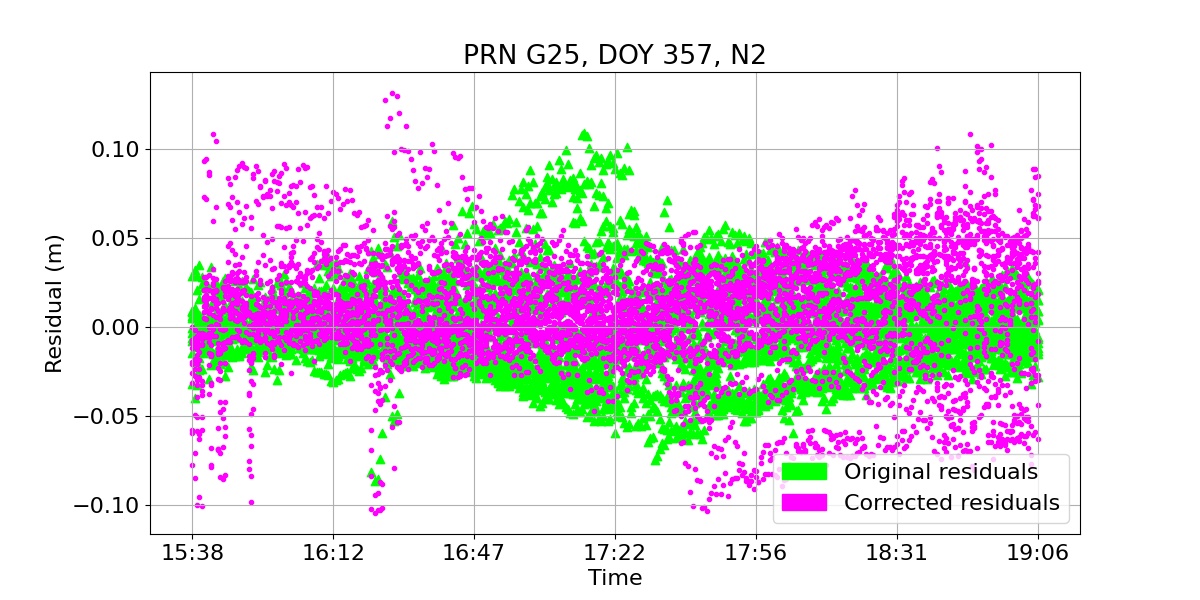 PRN G25, DOY 357, N2
Residual (m)
0.10
0.05
0.00
−0.05
−0.10
Original residuals
Corrected residuals
15:38 16:12 16:47 17:22 17:56 18:31 19:06
Time